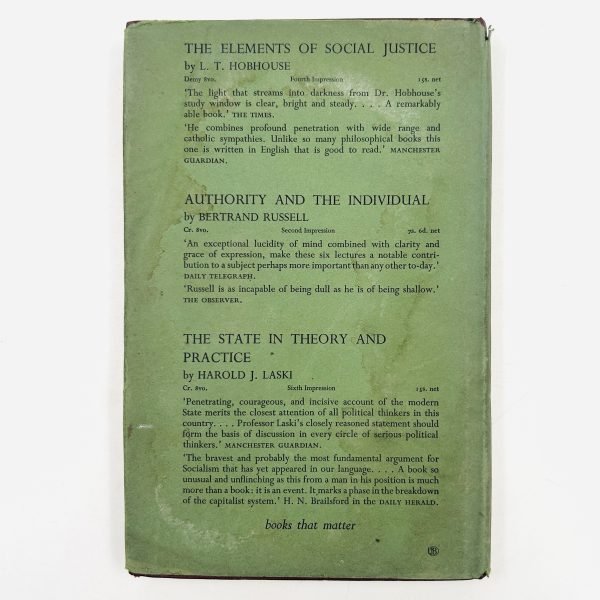 THE ELEMENTS OF SOCIAL JUSTICE
by L. T. HOBHOUSE
Demy 8vo. Fourth Impression 15s. net
'The light that streams into darkness from Dr. Hobhouse's
study window is clear, bright and steady. . . . A remarkably
able book.' THE TIMES.
'He combines profound penetration with wide range and
catholic sympathies. Unlike so many philosophical books this
one is written in English that is good to read.' MANCHESTER
GUARDIAN.
AUTHORITY AND THE INDIVIDUAL
by BERTRAND RUSSELL
Cr. 8vo. Second Impression 7s. 6d. net
'An exceptional lucidity of mind combined with clarity and
grace of expression, make these six lectures a notable contri-
bution to a subject perhaps more important than any other to-day.'
DAILY TELEGRAPH.
'Russell is as incapable of being dull as he is of being shallow.'
THE OBSERVER.
THE STATE IN THEORY AND
PRACTICE
by HAROLD J. LASKI
Cr. 8vo. Sixth Impression 15s. net
'Penetrating, courageous, and incisive account of the modern
State merits the closest attention of all political thinkers in this
country. . . . Professor Laski's closely reasoned statement should
form the basis of discussion in every circle of serious political
thinkers.' MANCHESTER GUARDIAN.
'The bravest and probably the most fundamental argument for
Socialism that has yet appeared in our language. . . . A book so
unusual and unflinching as this from a man in his position is much
more than a book: it is an event. It marks a phase in the breakdown
of the capitalist system.' H. N. Brailsford in the DAILY HERALD.
books that matter